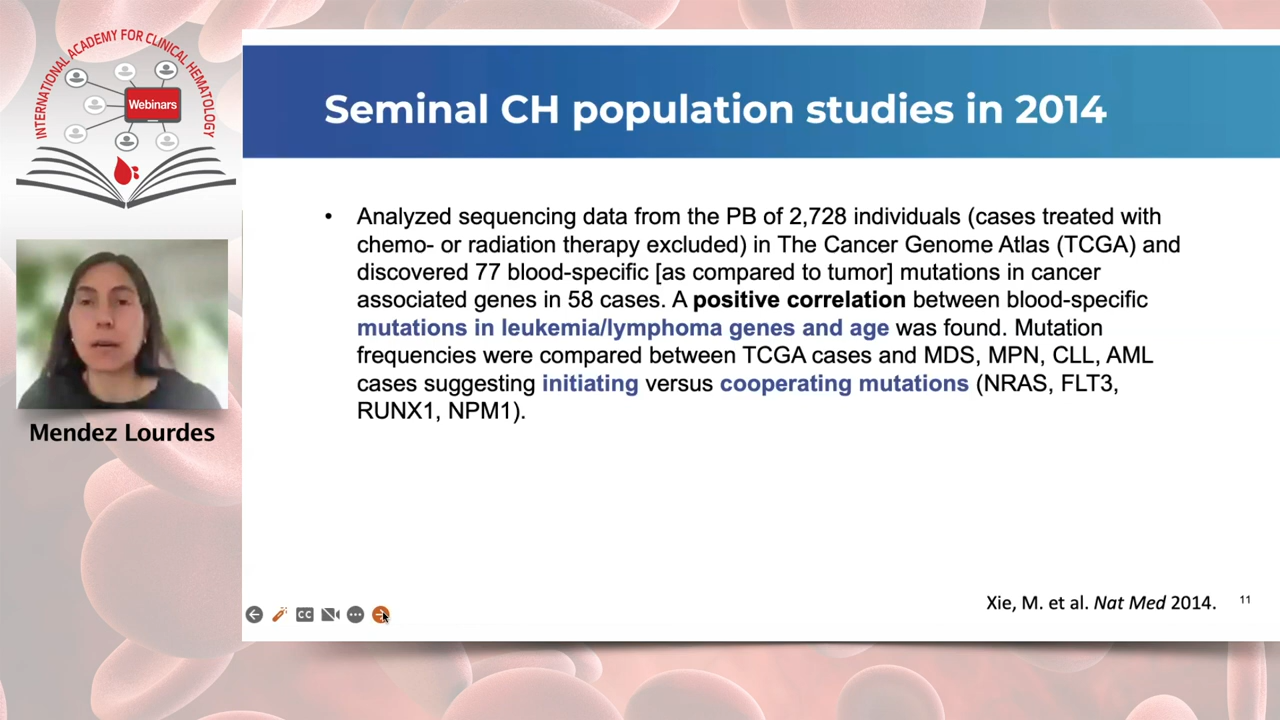 INTERNATIONAL ACADEMY FOR CLINICAL HEMATOLOGY
Webinars
Mendez Lourdes
Seminal CH population studies in 2014
• Analyzed sequencing data from the PB of 2,728 individuals (cases treated with
chemo- or radiation therapy excluded) in The Cancer Genome Atlas (TCGA) and
discovered 77 blood-specific [as compared to tumor] mutations in cancer
associated genes in 58 cases. A positive correlation between blood-specific
mutations in leukemia/lymphoma genes and age was found. Mutation
frequencies were compared between TCGA cases and MDS, MPN, CLL, AML
cases suggesting initiating versus cooperating mutations (NRAS, FLT3,
RUNX1, NPM1).
CC
Xie, M. et al. Nat Med 2014.
11